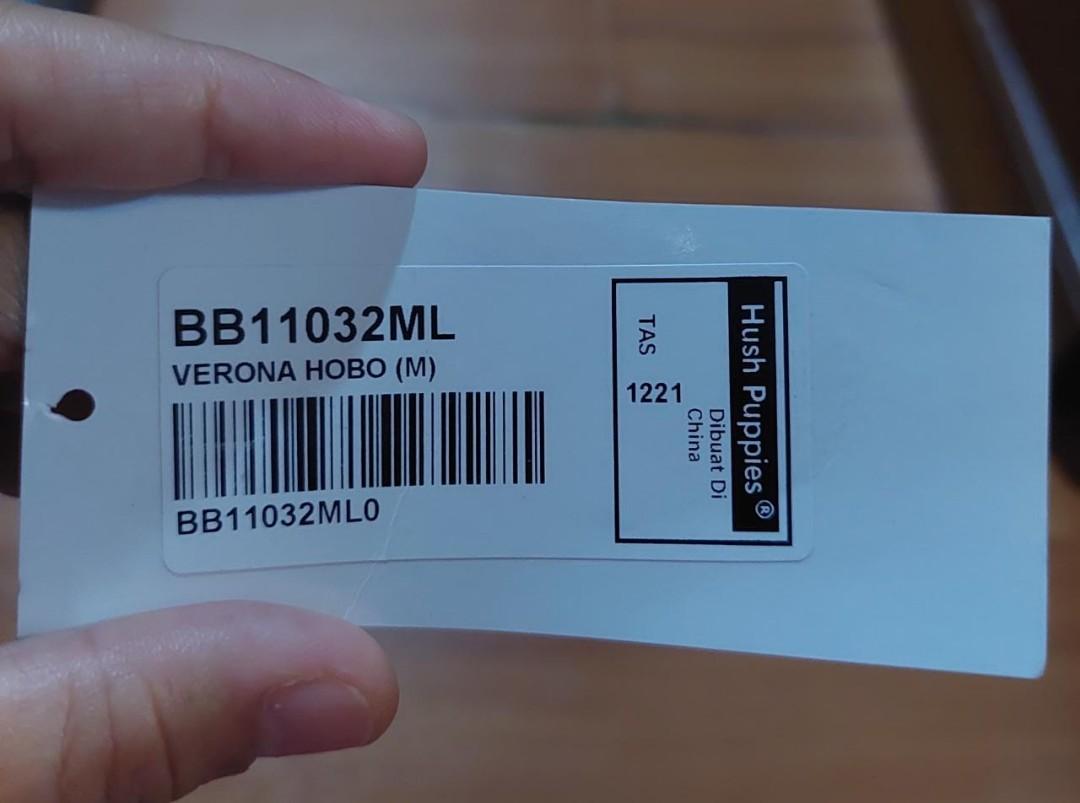 BB11032ML
VERONA HOBO (M)
BB11032ML0
Hush Puppies®
Dibuat Di
China
TAS
1221